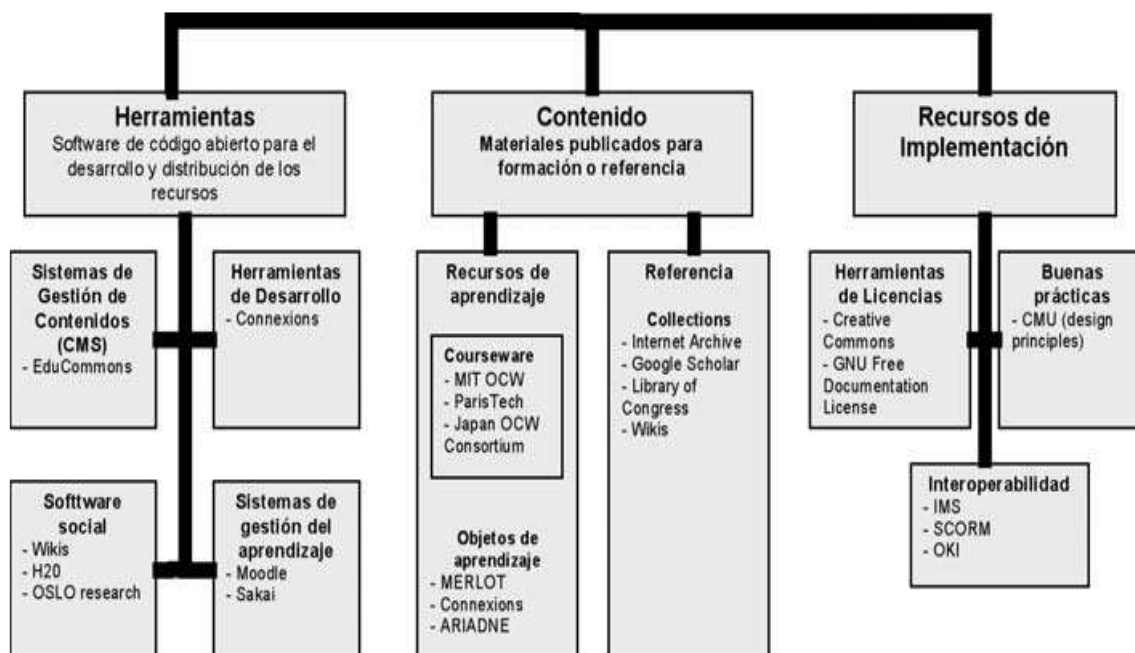 Herramientas
Software de código abierto para el
desarrollo y distribución de los
recursos
Contenido
Materiales publicados para
formación o referencia
Recursos de
Implementación
Sistemas de
Gestión de
Contenidos
(CMS)
- EduCommons
Herramientas
de Desarrollo
- Connexions
Softtware
social
- Wikis
- H20
- OSLO research
Sistemas de
gestión del
aprendizaje
- Moodle
- Sakai
Recursos de
aprendizaje
Courseware
- MIT OCW
- ParisTech
- Japan OCW
Consortium
Objetos de
aprendizaje
- MERLOT
- Connexions
- ARIADNE
Referencia
Collections
- Internet Archive
- Google Scholar
- Library of
Congress
- Wikis
Herramientas
de Licencias
- Creative
Commons
- GNU Free
Documentation
License
Buenas
prácticas
- CMU (design
principles)
Interoperabilidad
- IMS
- SCORM
- OKI